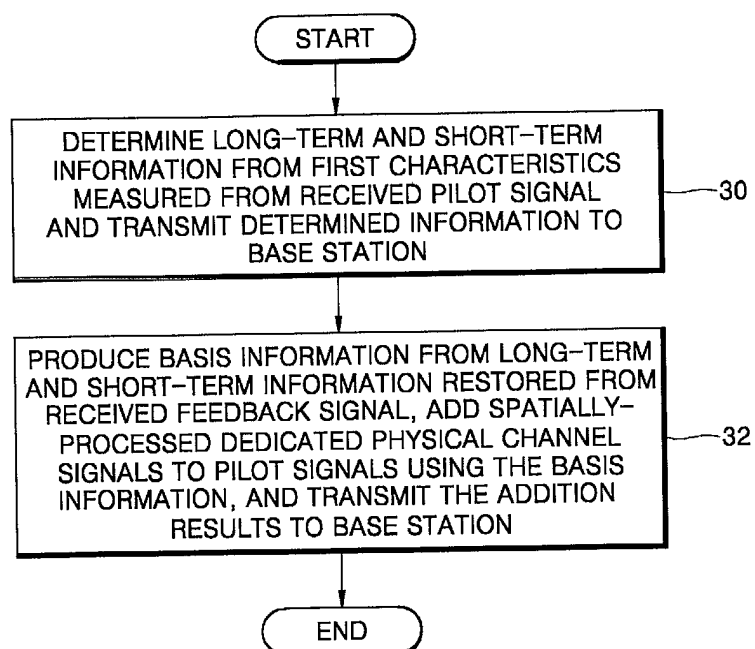 START
DETERMINE LONG-TERM AND SHORT-TERM
INFORMATION FROM FIRST CHARACTERISTICS
MEASURED FROM RECEIVED PILOT SIGNAL
AND TRANSMIT DETERMINED INFORMATION TO
BASE STATION
30
PRODUCE BASIS INFORMATION FROM LONG-TERM
AND SHORT-TERM INFORMATION RESTORED FROM
RECEIVED FEEDBACK SIGNAL, ADD SPATIALLY-
PROCESSED DEDICATED PHYSICAL CHANNEL
SIGNALS TO PILOT SIGNALS USING THE BASIS
INFORMATION, AND TRANSMIT THE ADDITION
RESULTS TO BASE STATION
32
END